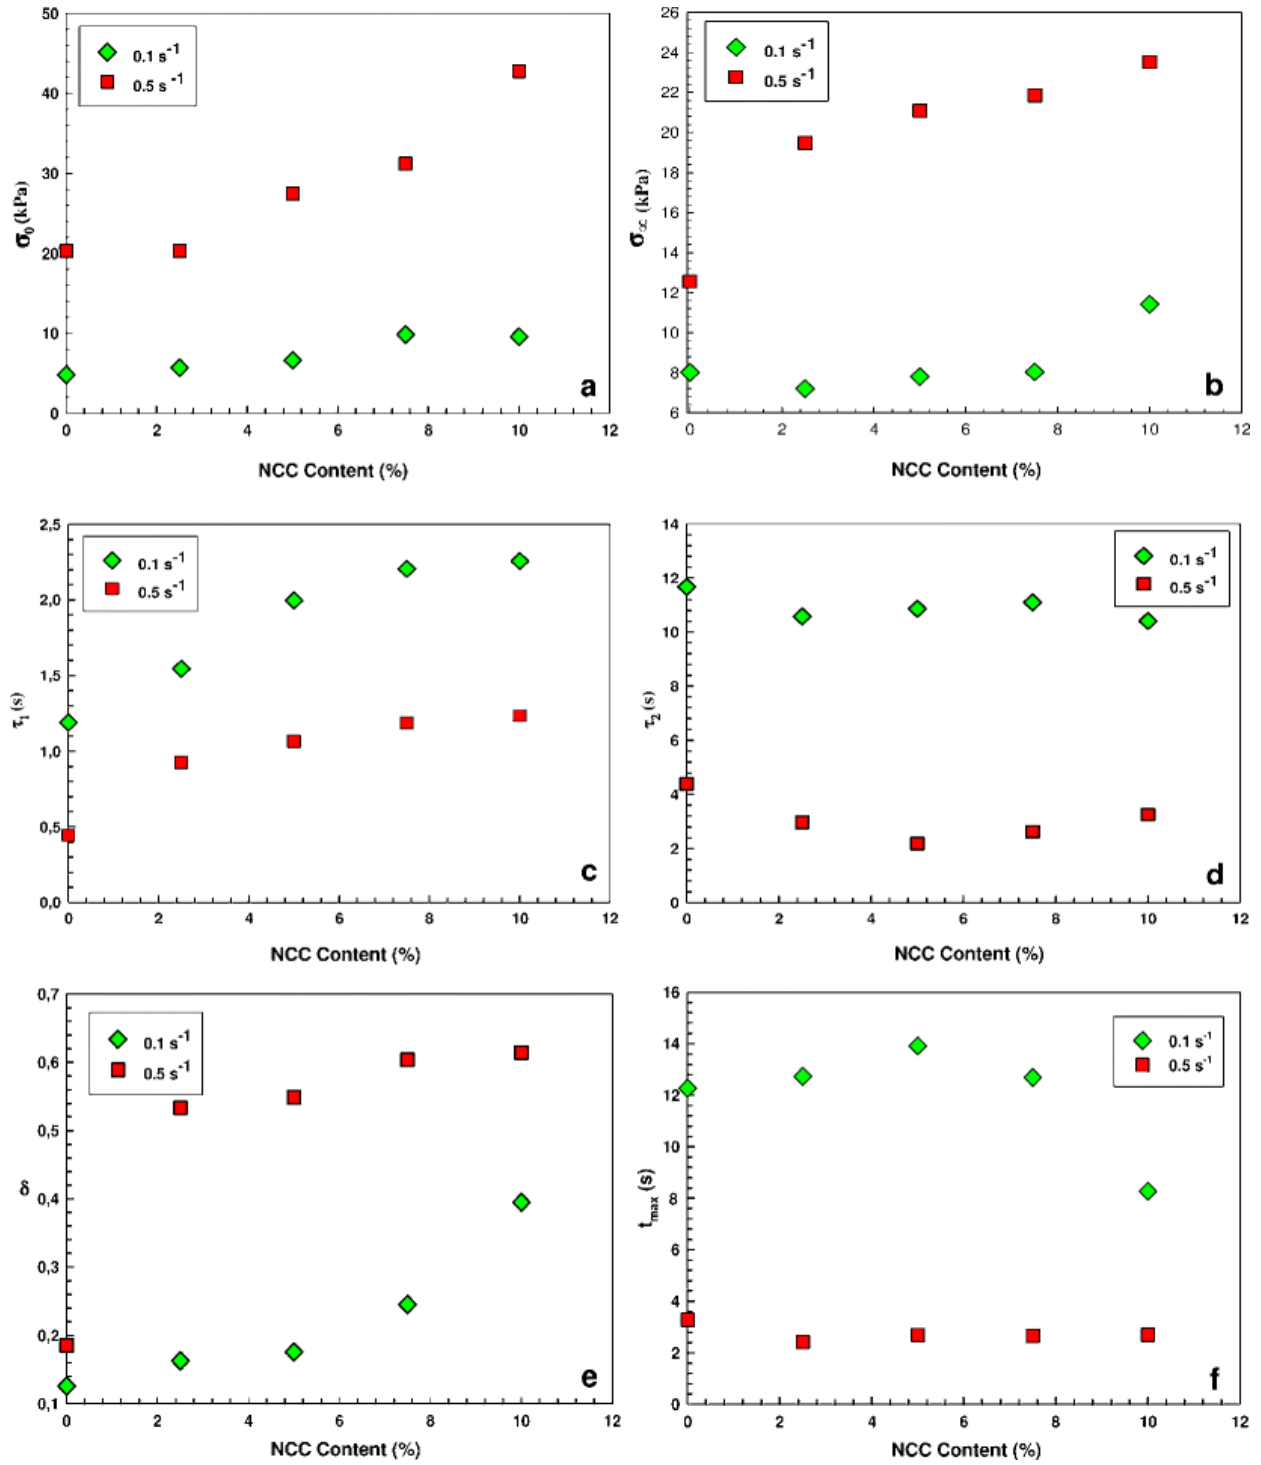 50
40
30
20
10
0
σ0 (kPa)
0.1 s-1
0.5 s-1
a
0 2 4 6 8 10 12
NCC Content (%)
26
24
22
20
18
16
14
12
10
8
6
σ∞ (kPa)
0.1 s-1
0.5 s-1
b
0 2 4 6 8 10 12
NCC Content (%)
2,5
2,0
1,5
1,0
0,5
0,0
τ1 (s)
0.1 s-1
0.5 s-1
c
0 2 4 6 8 10 12
NCC Content (%)
14
12
10
8
6
4
2
0
τ2 (s)
0.1 s-1
0.5 s-1
d
0 2 4 6 8 10 12
NCC Content (%)
0,7
0,6
0,5
0,4
0,3
0,2
0,1
δ
0.1 s-1
0.5 s-1
e
0 2 4 6 8 10 12
NCC Content (%)
16
14
12
10
8
6
4
2
0
tmax (s)
0.1 s-1
0.5 s-1
f
0 2 4 6 8 10 12
NCC Content (%)